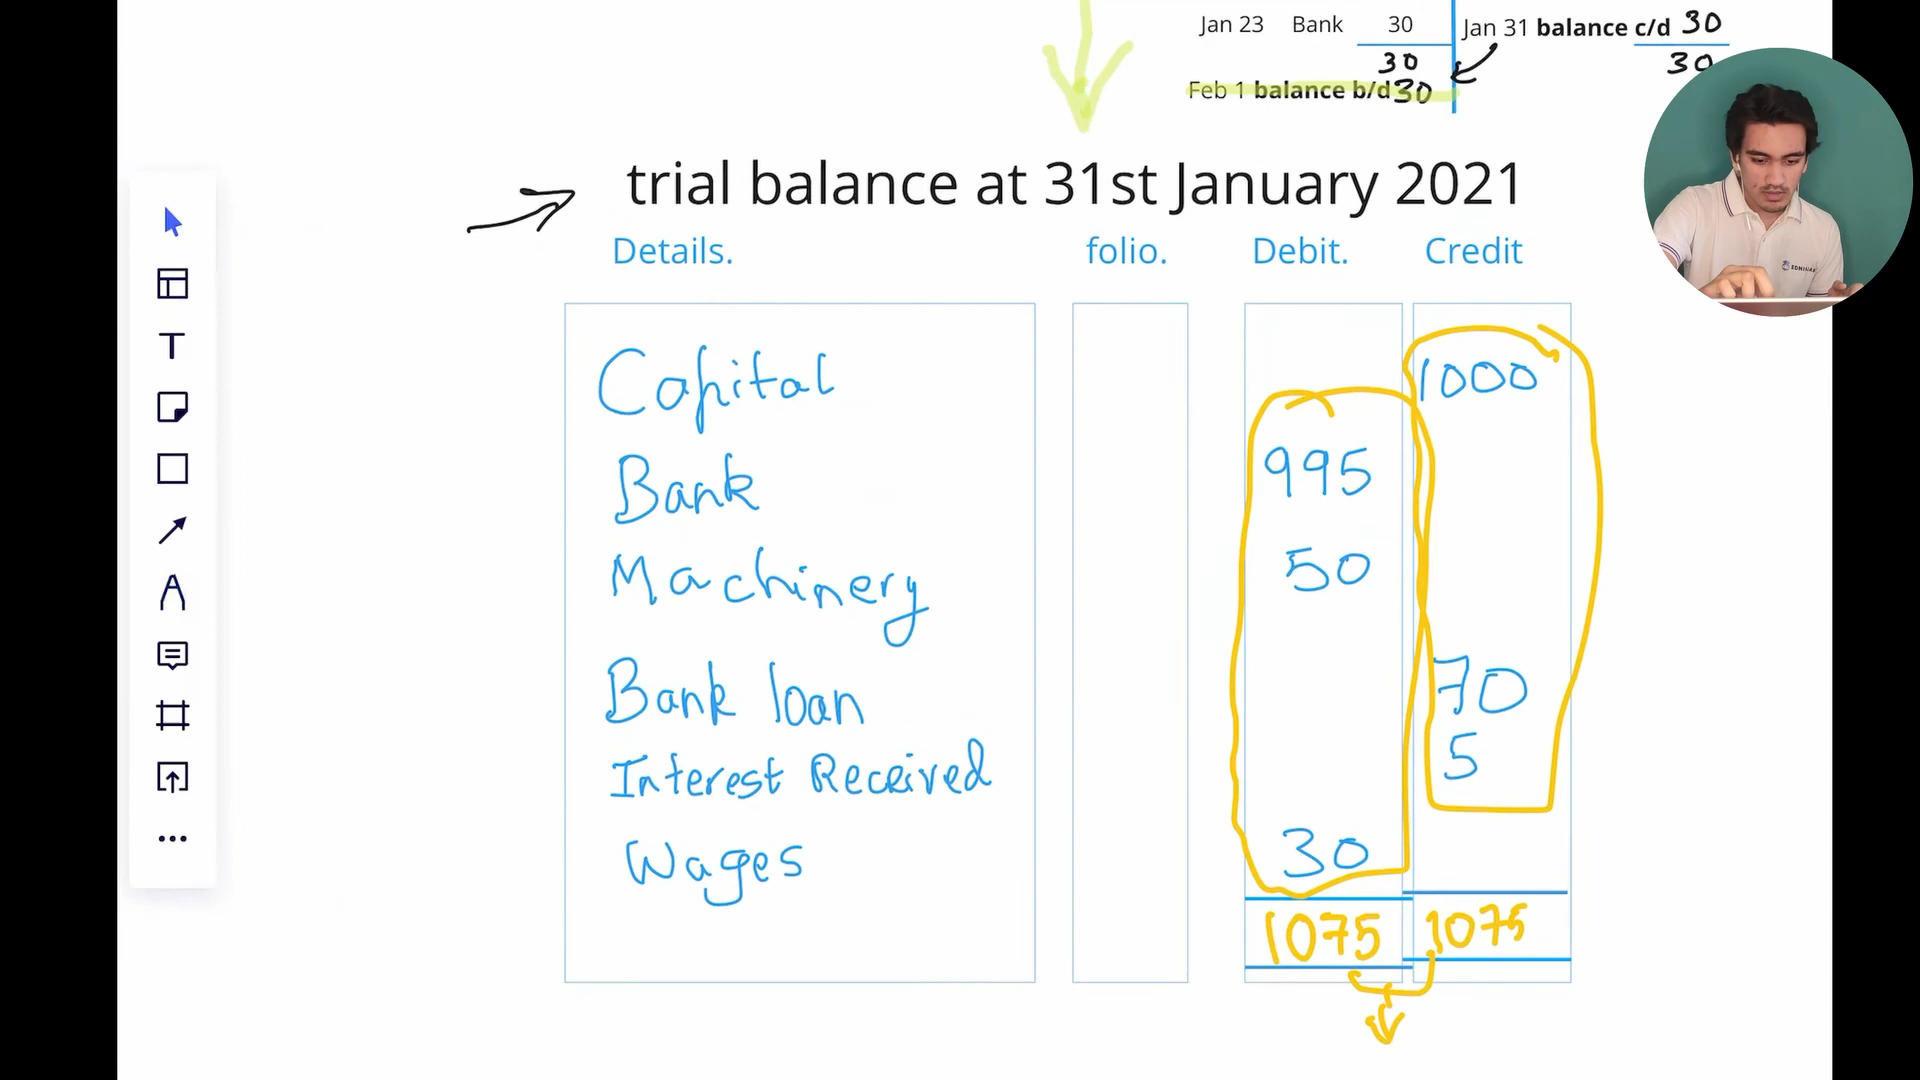 Jan 23 Bank 30 Jan 31 balance c/d 30
30 30
Feb 1 balance b/d 30
trial balance at 31st January 2021
Details. folio. Debit. Credit
Capital 1000
Bank 995
Machinery 50
Bank loan 70
Interest Received 5
Wages 30
1075 1075
T